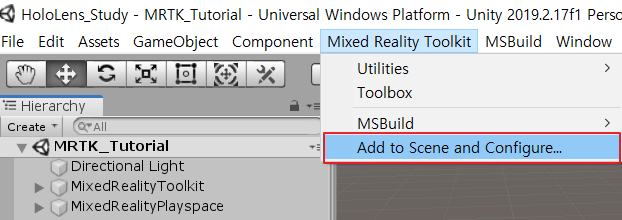 HoloLens_Study - MRTK_Tutorial - Universal Windows Platform - Unity 2019.2.17f1 Perso
File Edit Assets GameObject Component Mixed Reality Toolkit MSBuild Window
Utilities
Toolbox
MSBuild
Add to Scene and Configure...
Hierarchy
Create All
MRTK_Tutorial
Directional Light
MixedRealityToolkit
MixedRealityPlayspace